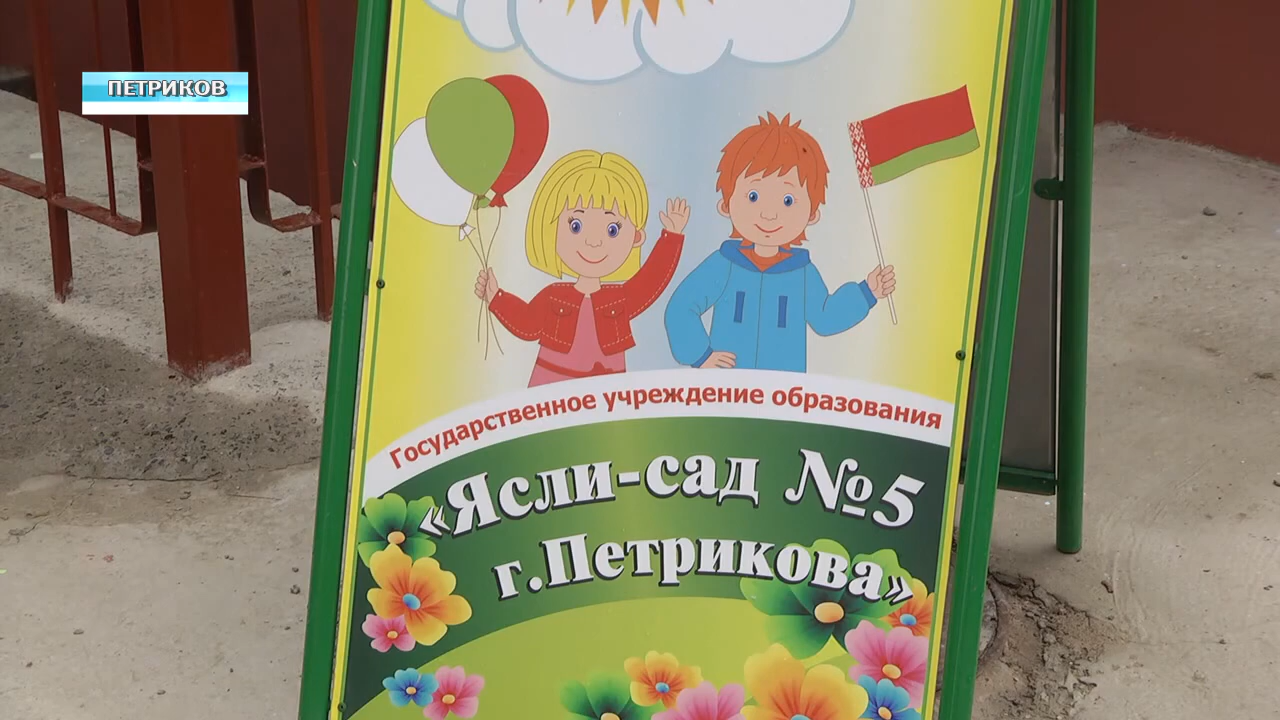 ПЕТРИКОВ
Государственное учреждение образования
«Ясли-сад №5
г.Петрикова»